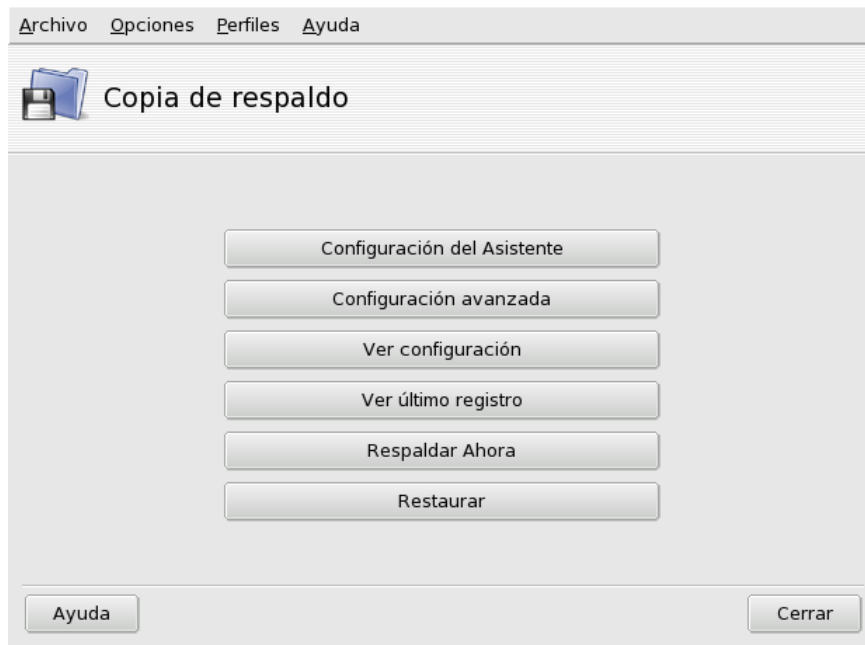 Archivo Opciones Perfiles Ayuda
Copia de respaldo
Configuración del Asistente
Configuración avanzada
Ver configuración
Ver último registro
Respaldar Ahora
Restaurar
Ayuda Cerrar